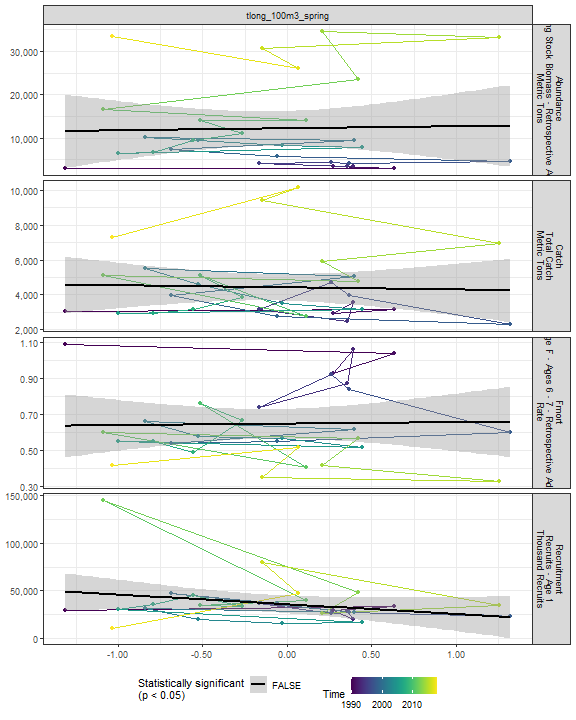 tlong_100m3_spring
30,000
20,000
10,000
Abundance
ng Stock Biomass - Retrospective A
Metric Tons
10,000
8,000
6,000
4,000
2,000
Catch
Total Catch
Metric Tons
1.10
0.90
0.70
0.50
0.30
Fmort
e F - Ages 6 - 7 - Retrospective Ad
Rate
150,000
100,000
50,000
0
Recruitment
Recruits - Age 1
Thousand Recruits
-1.00
-0.50
0.00
0.50
1.00
Statistically significant
(p < 0.05)
FALSE
Time
1990
2000
2010